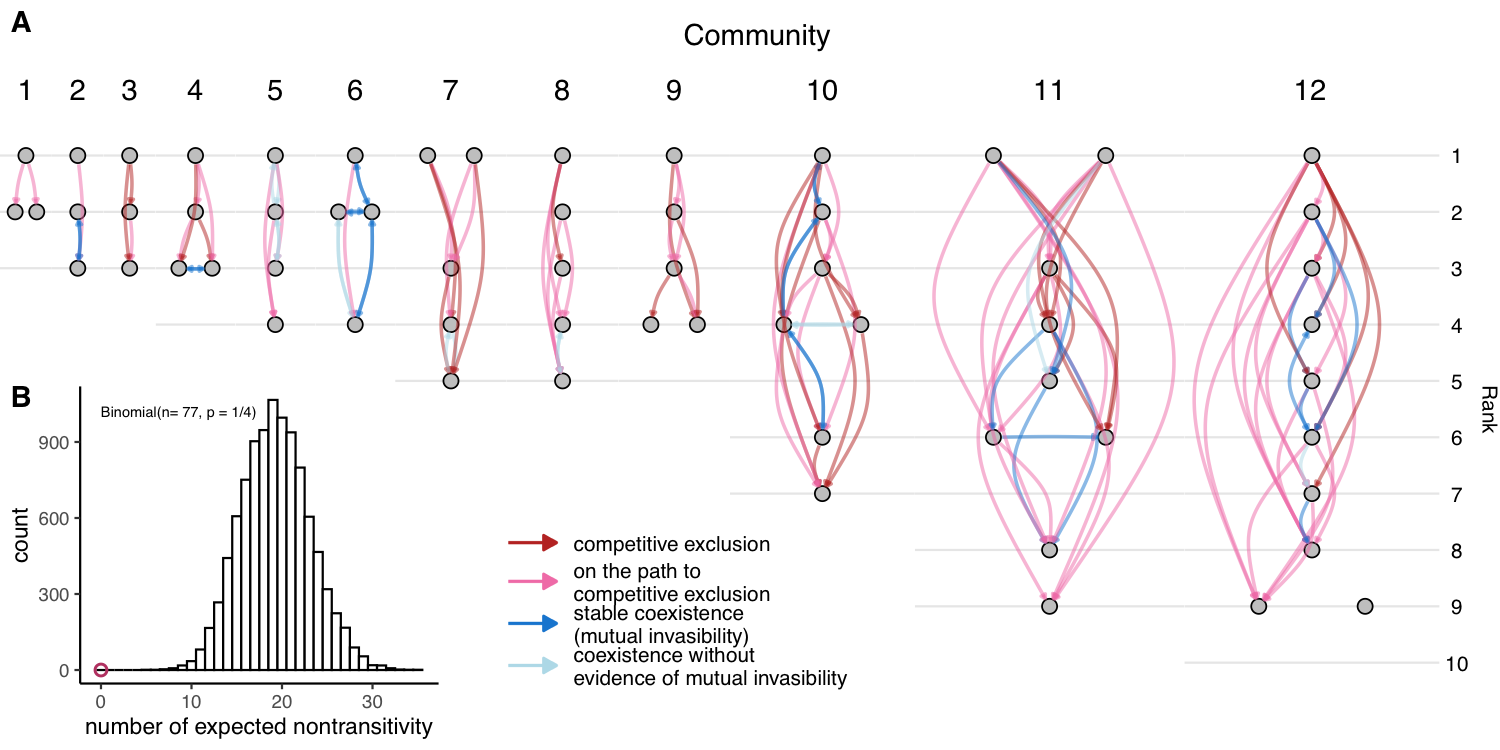 A
Community
1 2 3 4 5 6 7 8 9 10 11 12
1
2
3
4
5
6
7
8
9
10
Rank
B
Binomial(n= 77, p = 1/4)
900
600
300
0
count
0 10 20 30
number of expected nontransitivity
competitive exclusion
on the path to
competitive exclusion
stable coexistence
(mutual invasibility)
coexistence without
evidence of mutual invasibility